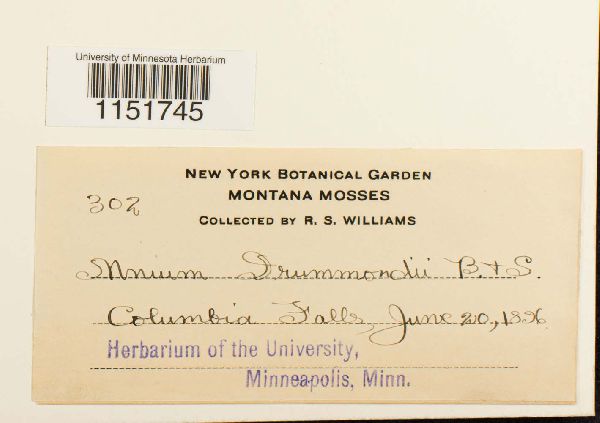 University of Minnesota Herbarium
1151745
NEW YORK BOTANICAL GARDEN
MONTANA MOSSES
302
COLLECTED BY R. S. WILLIAMS
Mnium Drummondii B. & S.
Columbia Falls, June 20, 1896
Herbarium of the University,
Minneapolis, Minn.